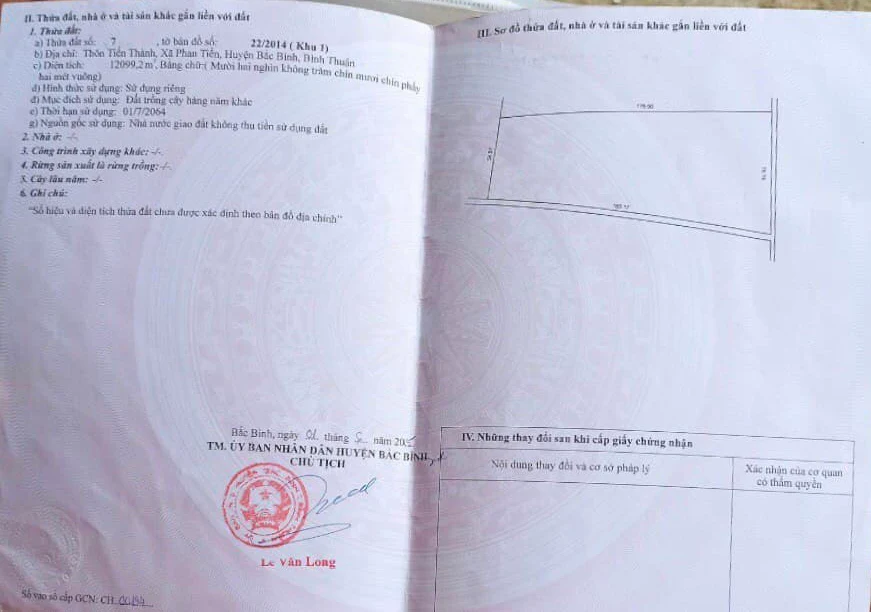 II. Thửa đất, nhà ở và tài sản khác gắn liền với đất
1. Thửa đất:
a) Thửa đất số: 7 , tờ bản đồ số: 22/2014 ( Khu 1)
b) Địa chỉ: Thôn Tiến Thành, Xã Phan Tiến, Huyện Bắc Bình, Bình Thuận
c) Diện tích: 12099,2 m², Bằng chữ:( Mười hai nghìn không trăm chín mươi chín phẩy
hai mét vuông)
d) Hình thức sử dụng: Sử dụng riêng
đ) Mục đích sử dụng: Đất trồng cây hàng năm khác
e) Thời hạn sử dụng: 01/7/2064
g) Nguồn gốc sử dụng: Nhà nước giao đất không thu tiền sử dụng đất
2. Nhà ở: -/-.
3. Công trình xây dựng khác: -/-.
4. Rừng sản xuất là rừng trồng: -/-.
5. Cây lâu năm: -/-
6. Ghi chú:
"Số hiệu và diện tích thửa đất chưa được xác định theo bản đồ địa chính"
Bắc Bình, ngày tháng năm
TM. ỦY BAN NHÂN DÂN HUYỆN BẮC BÌNH
CHỦ TỊCH
Lê Văn Long
Số vào sổ cấp GCN: CH
III. Sơ đồ thửa đất, nhà ở và tài sản khác gắn liền với đất
IV. Những thay đổi sau khi cấp giấy chứng nhận
Nội dung thay đổi và cơ sở pháp lý
Xác nhận của cơ quan
có thẩm quyền